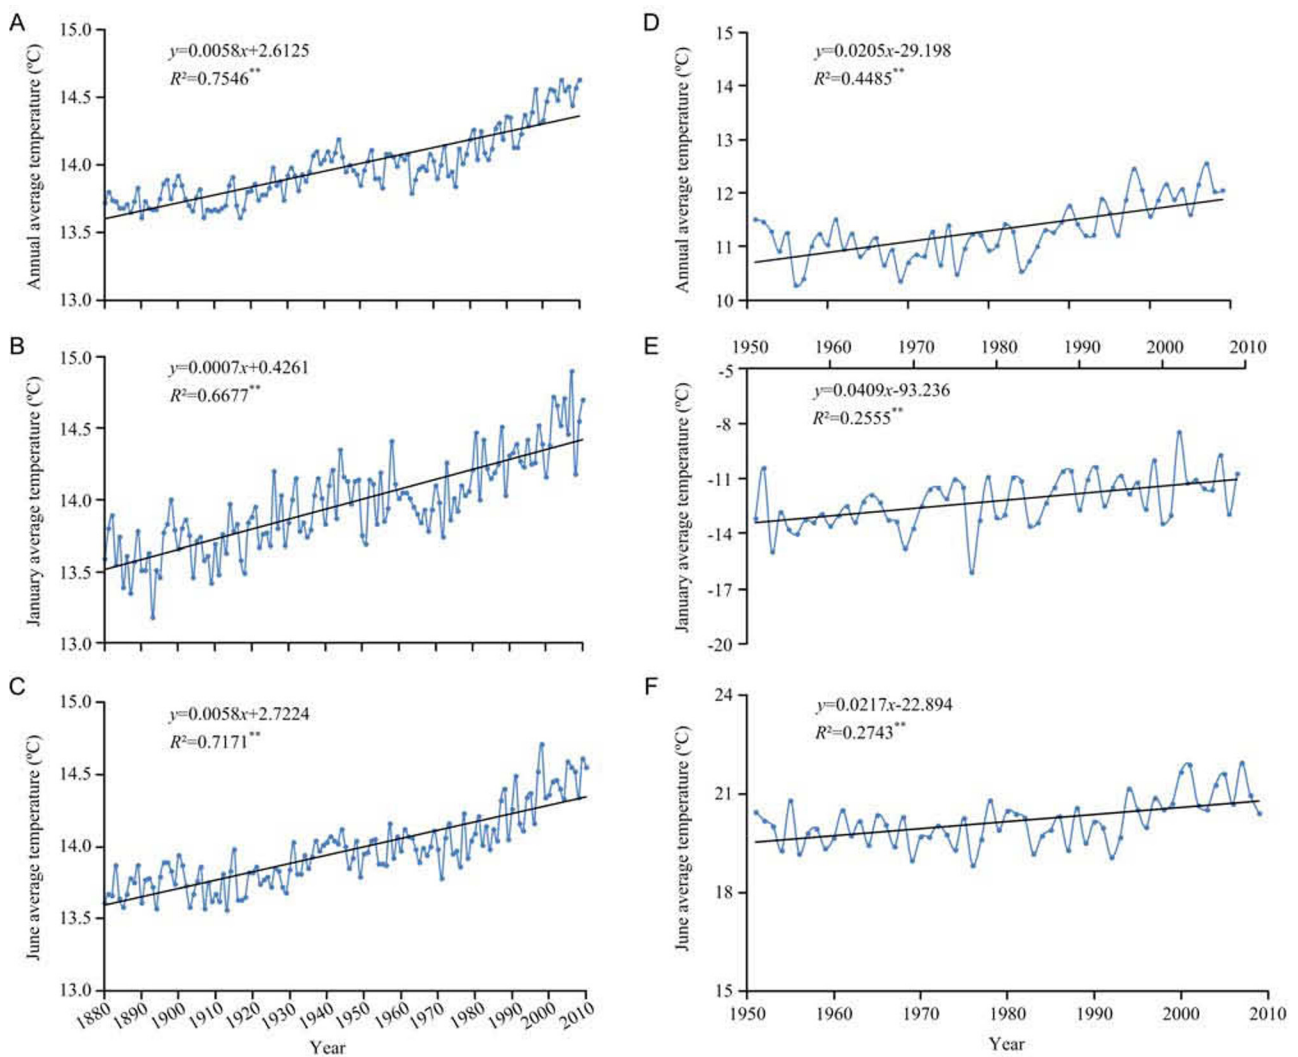 A
Annual average temperature (ºC)
15.0
14.5
14.0
13.5
13.0
y=0.0058x+2.6125
R²=0.7546**
B
January average temperature (ºC)
15.0
14.5
14.0
13.5
13.0
y=0.0007x+0.4261
R²=0.6677**
C
June average temperature (ºC)
15.0
14.5
14.0
13.5
13.0
y=0.0058x+2.7224
R²=0.7171**
1880 1890 1900 1910 1920 1930 1940 1950 1960 1970 1980 1990 2000 2010
Year
D
Annual average temperature (ºC)
15
14
13
12
11
10
y=0.0205x-29.198
R²=0.4485**
E
1950 1960 1970 1980 1990 2000 2010
January average temperature (ºC)
-5
-8
-11
-14
-17
-20
y=0.0409x-93.236
R²=0.2555**
F
June average temperature (ºC)
24
21
18
15
y=0.0217x-22.894
R²=0.2743**
1950 1960 1970 1980 1990 2000 2010
Year